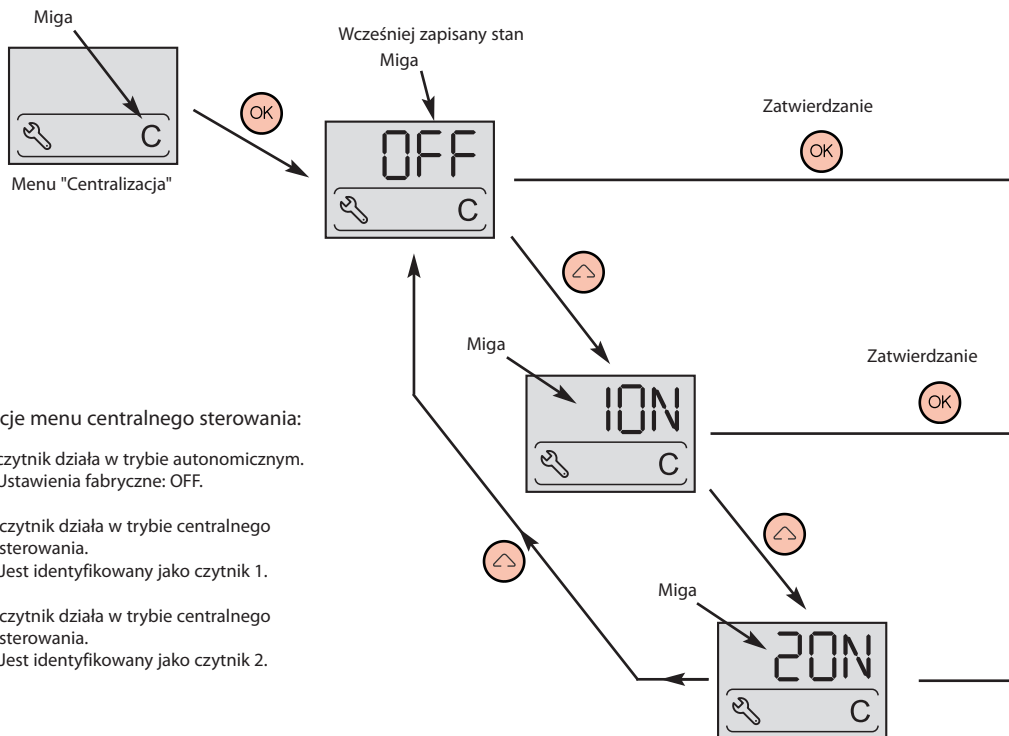 Miga
C
Menu "Centralizacja"
OK
Wcześniej zapisany stan
Miga
OFF
C
Zatwierdzanie
OK
Miga
1ON
C
Zatwierdzanie
OK
cje menu centralnego sterowania:
czytnik działa w trybie autonomicznym.
Ustawienia fabryczne: OFF.
czytnik działa w trybie centralnego
sterowania.
Jest identyfikowany jako czytnik 1.
czytnik działa w trybie centralnego
sterowania.
Jest identyfikowany jako czytnik 2.
Miga
2ON
C